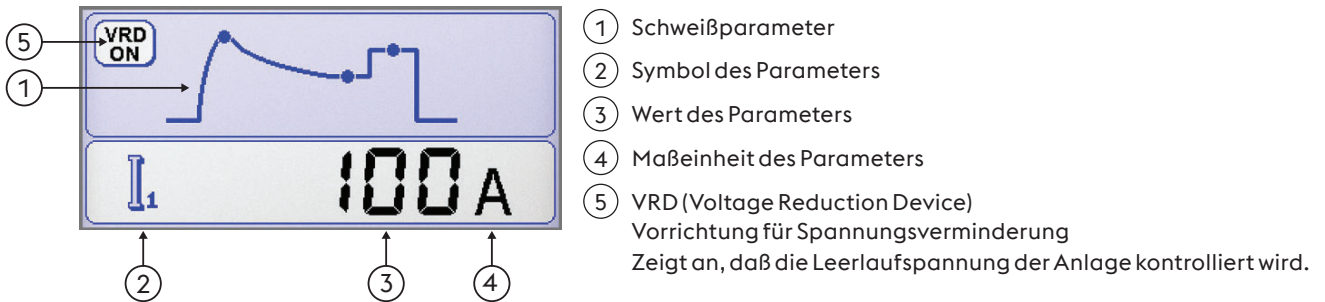 VRD
ON
5
1
I1
100 A
2
3
4
1 Schweißparameter
2 Symbol des Parameters
3 Wert des Parameters
4 Maßeinheit des Parameters
5 VRD (Voltage Reduction Device)
Vorrichtung für Spannungsverminderung
Zeigt an, daß die Leerlaufspannung der Anlage kontrolliert wird.